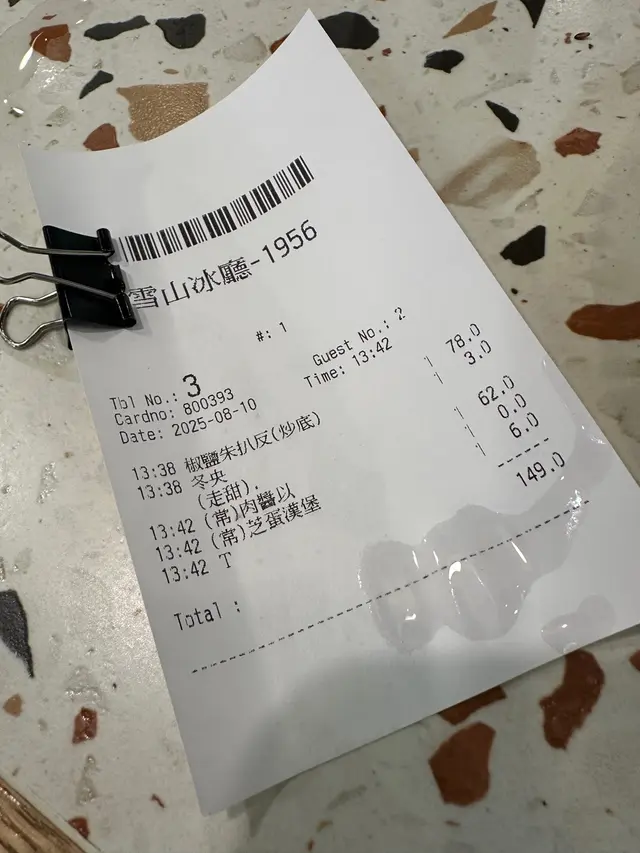 雪山冰廳-1956
#: 1
Tbl No.: 3
Cardno: 800393 Guest No.: 2
Date: 2025-08-10 Time: 13:42
13:38 椒鹽朱扒反(炒底) 1 78.0
13:38 冬央 1 3.0
(走甜).
13:42 (常)肉醬以 1 62.0
13:42 (常)芝蛋漢堡 1 0.0
13:42 T 1 6.0
Total : 149.0